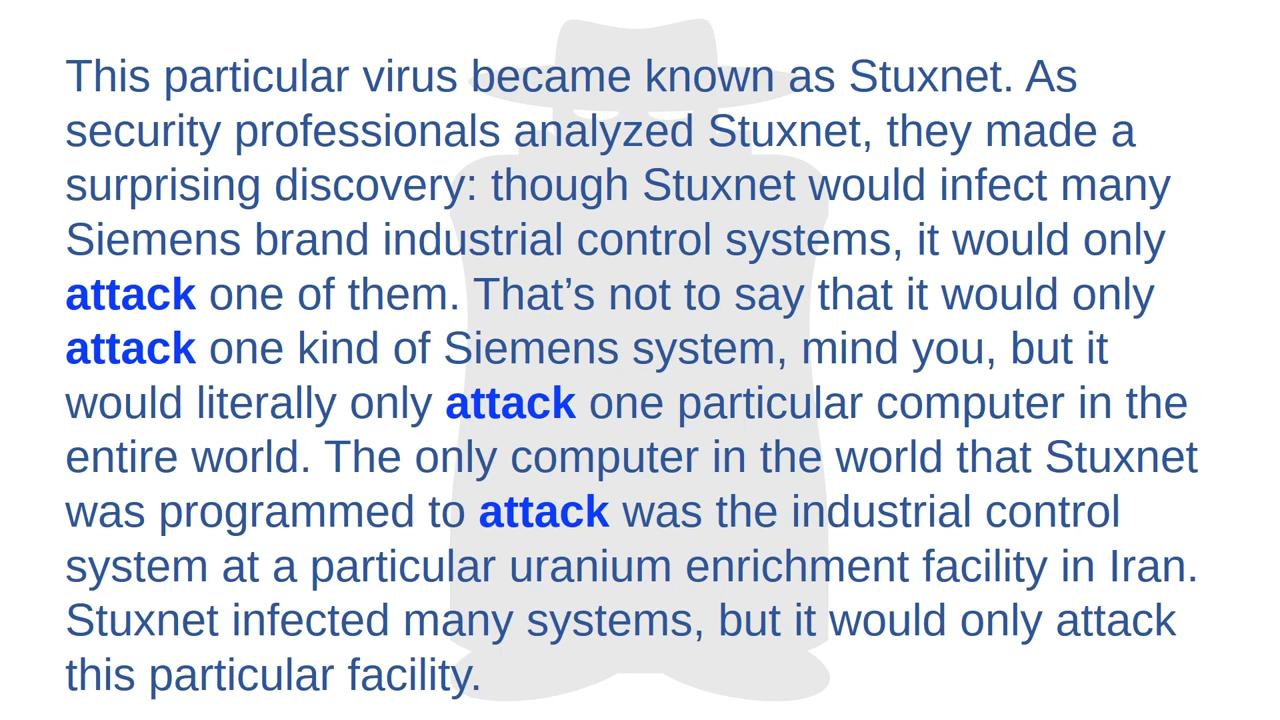 This particular virus became known as Stuxnet. As
security professionals analyzed Stuxnet, they made a
surprising discovery: though Stuxnet would infect many
Siemens brand industrial control systems, it would only
attack one of them. That’s not to say that it would only
attack one kind of Siemens system, mind you, but it
would literally only attack one particular computer in the
entire world. The only computer in the world that Stuxnet
was programmed to attack was the industrial control
system at a particular uranium enrichment facility in Iran.
Stuxnet infected many systems, but it would only attack
this particular facility.